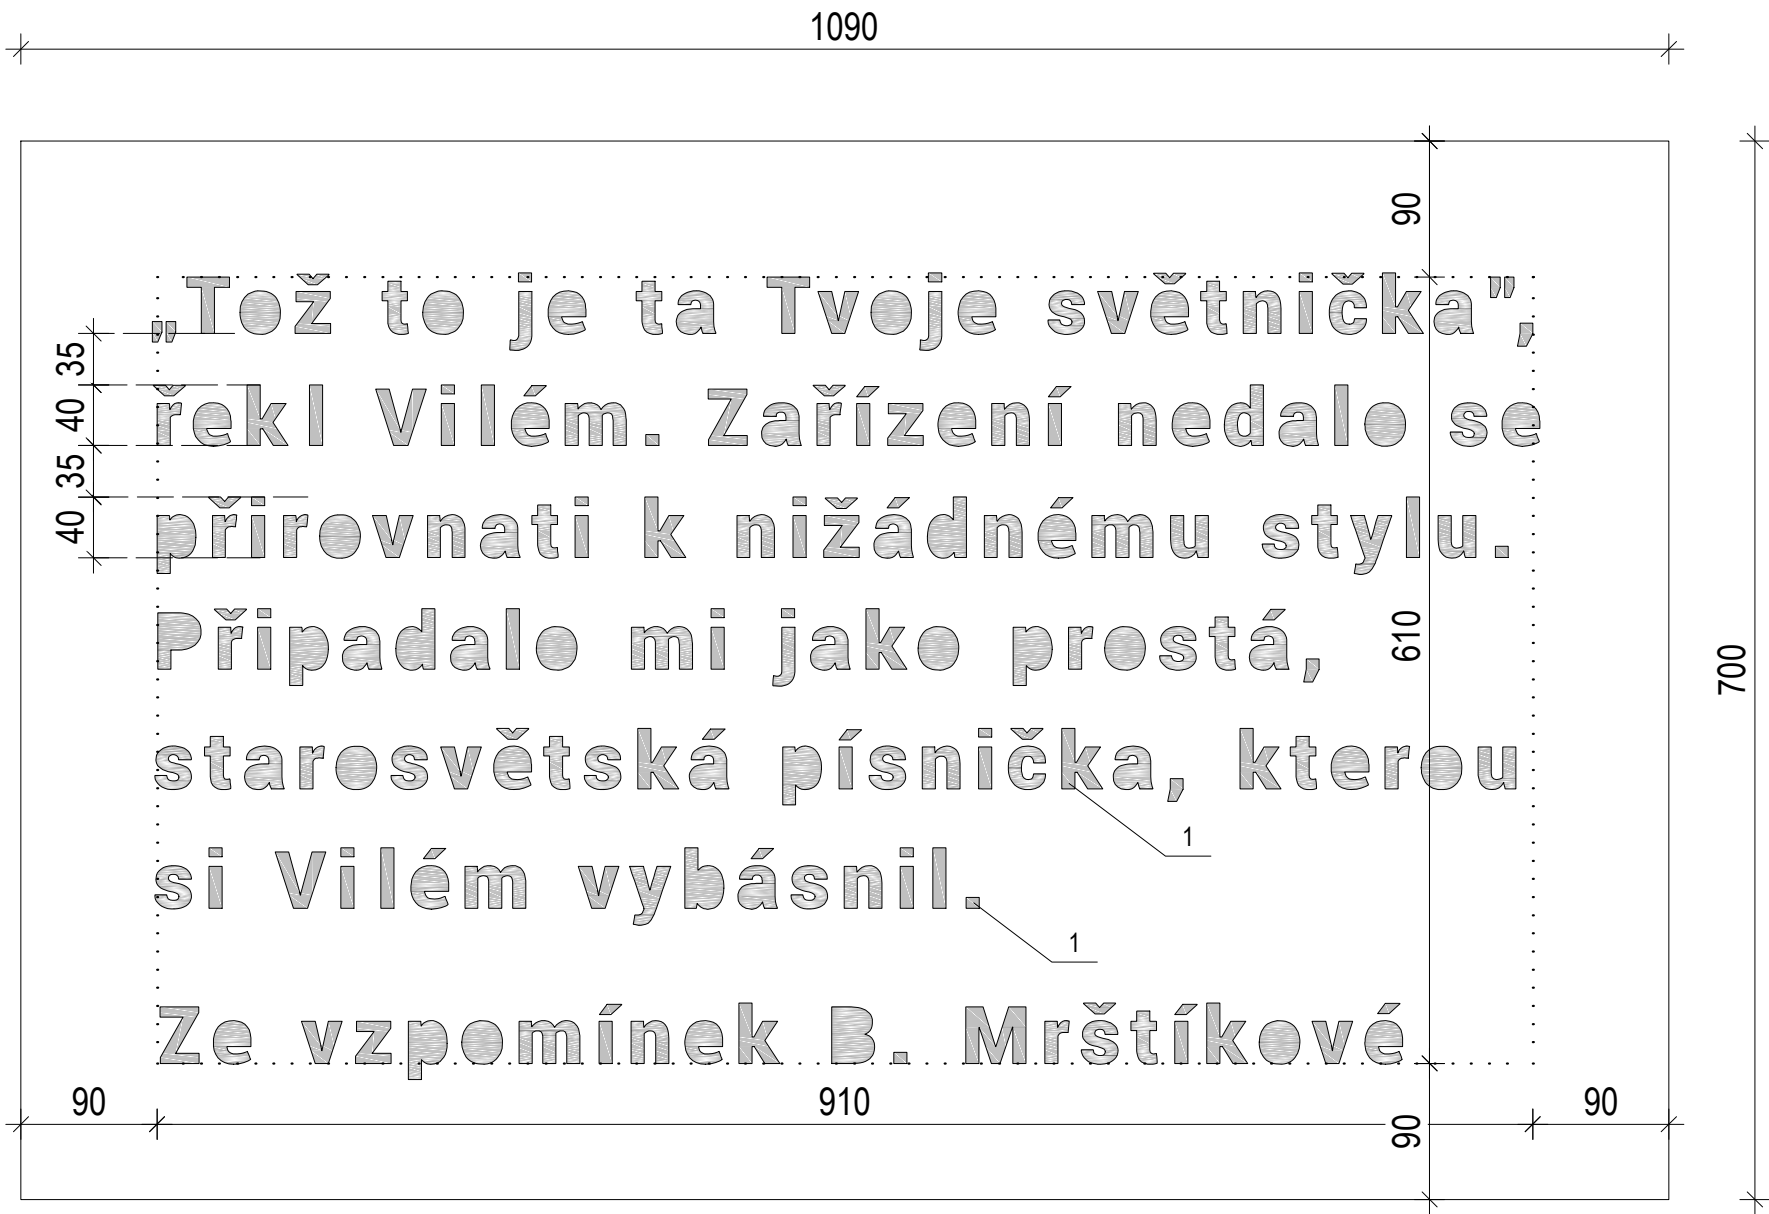 1090
90
„Tož to je ta Tvoje světnička",
35
řekl Vilém. Zařízení nedalo se
40
35
přirovnati k nižádnému stylu.
40
Připadalo mi jako prostá,
610
700
starosvětská písnička, kterou
1
si Vilém vybásnil.
1
Ze vzpomínek B. Mrštíkové
90
910
90
90